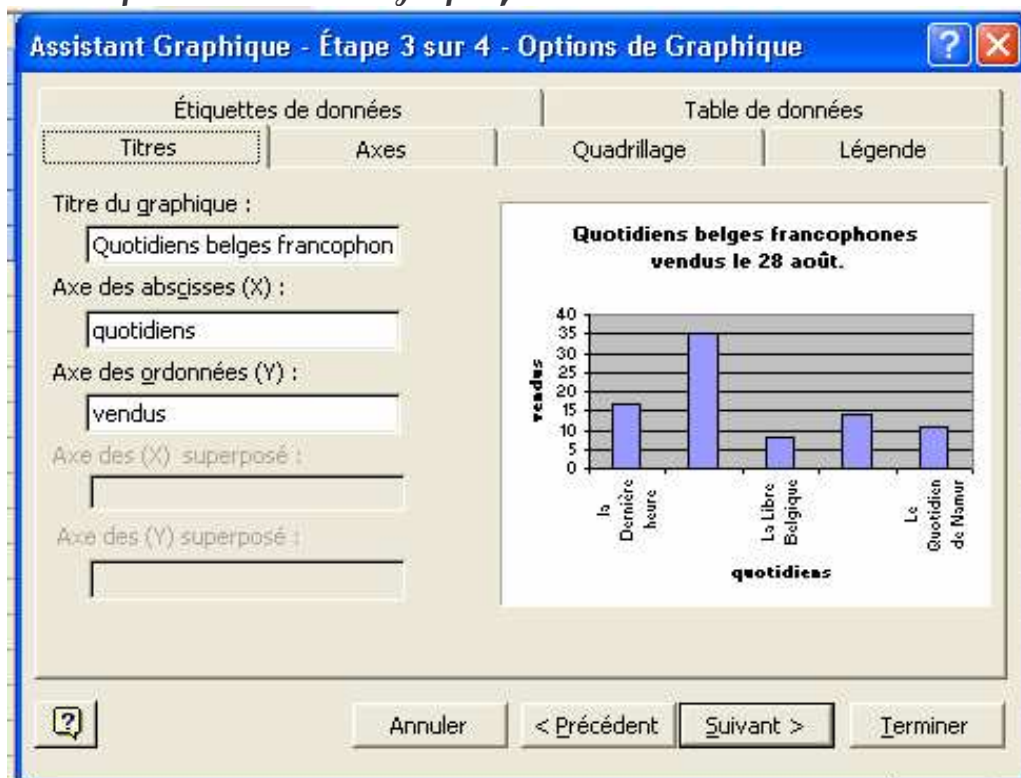 Assistant Graphique - Étape 3 sur 4 - Options de Graphique
Étiquettes de données
Table de données
Titres
Axes
Quadrillage
Légende
Titre du graphique :
Quotidiens belges francophon
Axe des abscisses (X) :
quotidiens
Axe des ordonnées (Y) :
vendus
Axe des (X) superposé :
Axe des (Y) superposé :
Quotidiens belges francophones
vendus le 28 août.
vendus
40
35
30
25
20
15
10
5
0
la
Dernière
heure
La Libre
Belgique
Le
Quotidien
de Namur
quotidiens
Annuler
< Précédent
Suivant >
Terminer